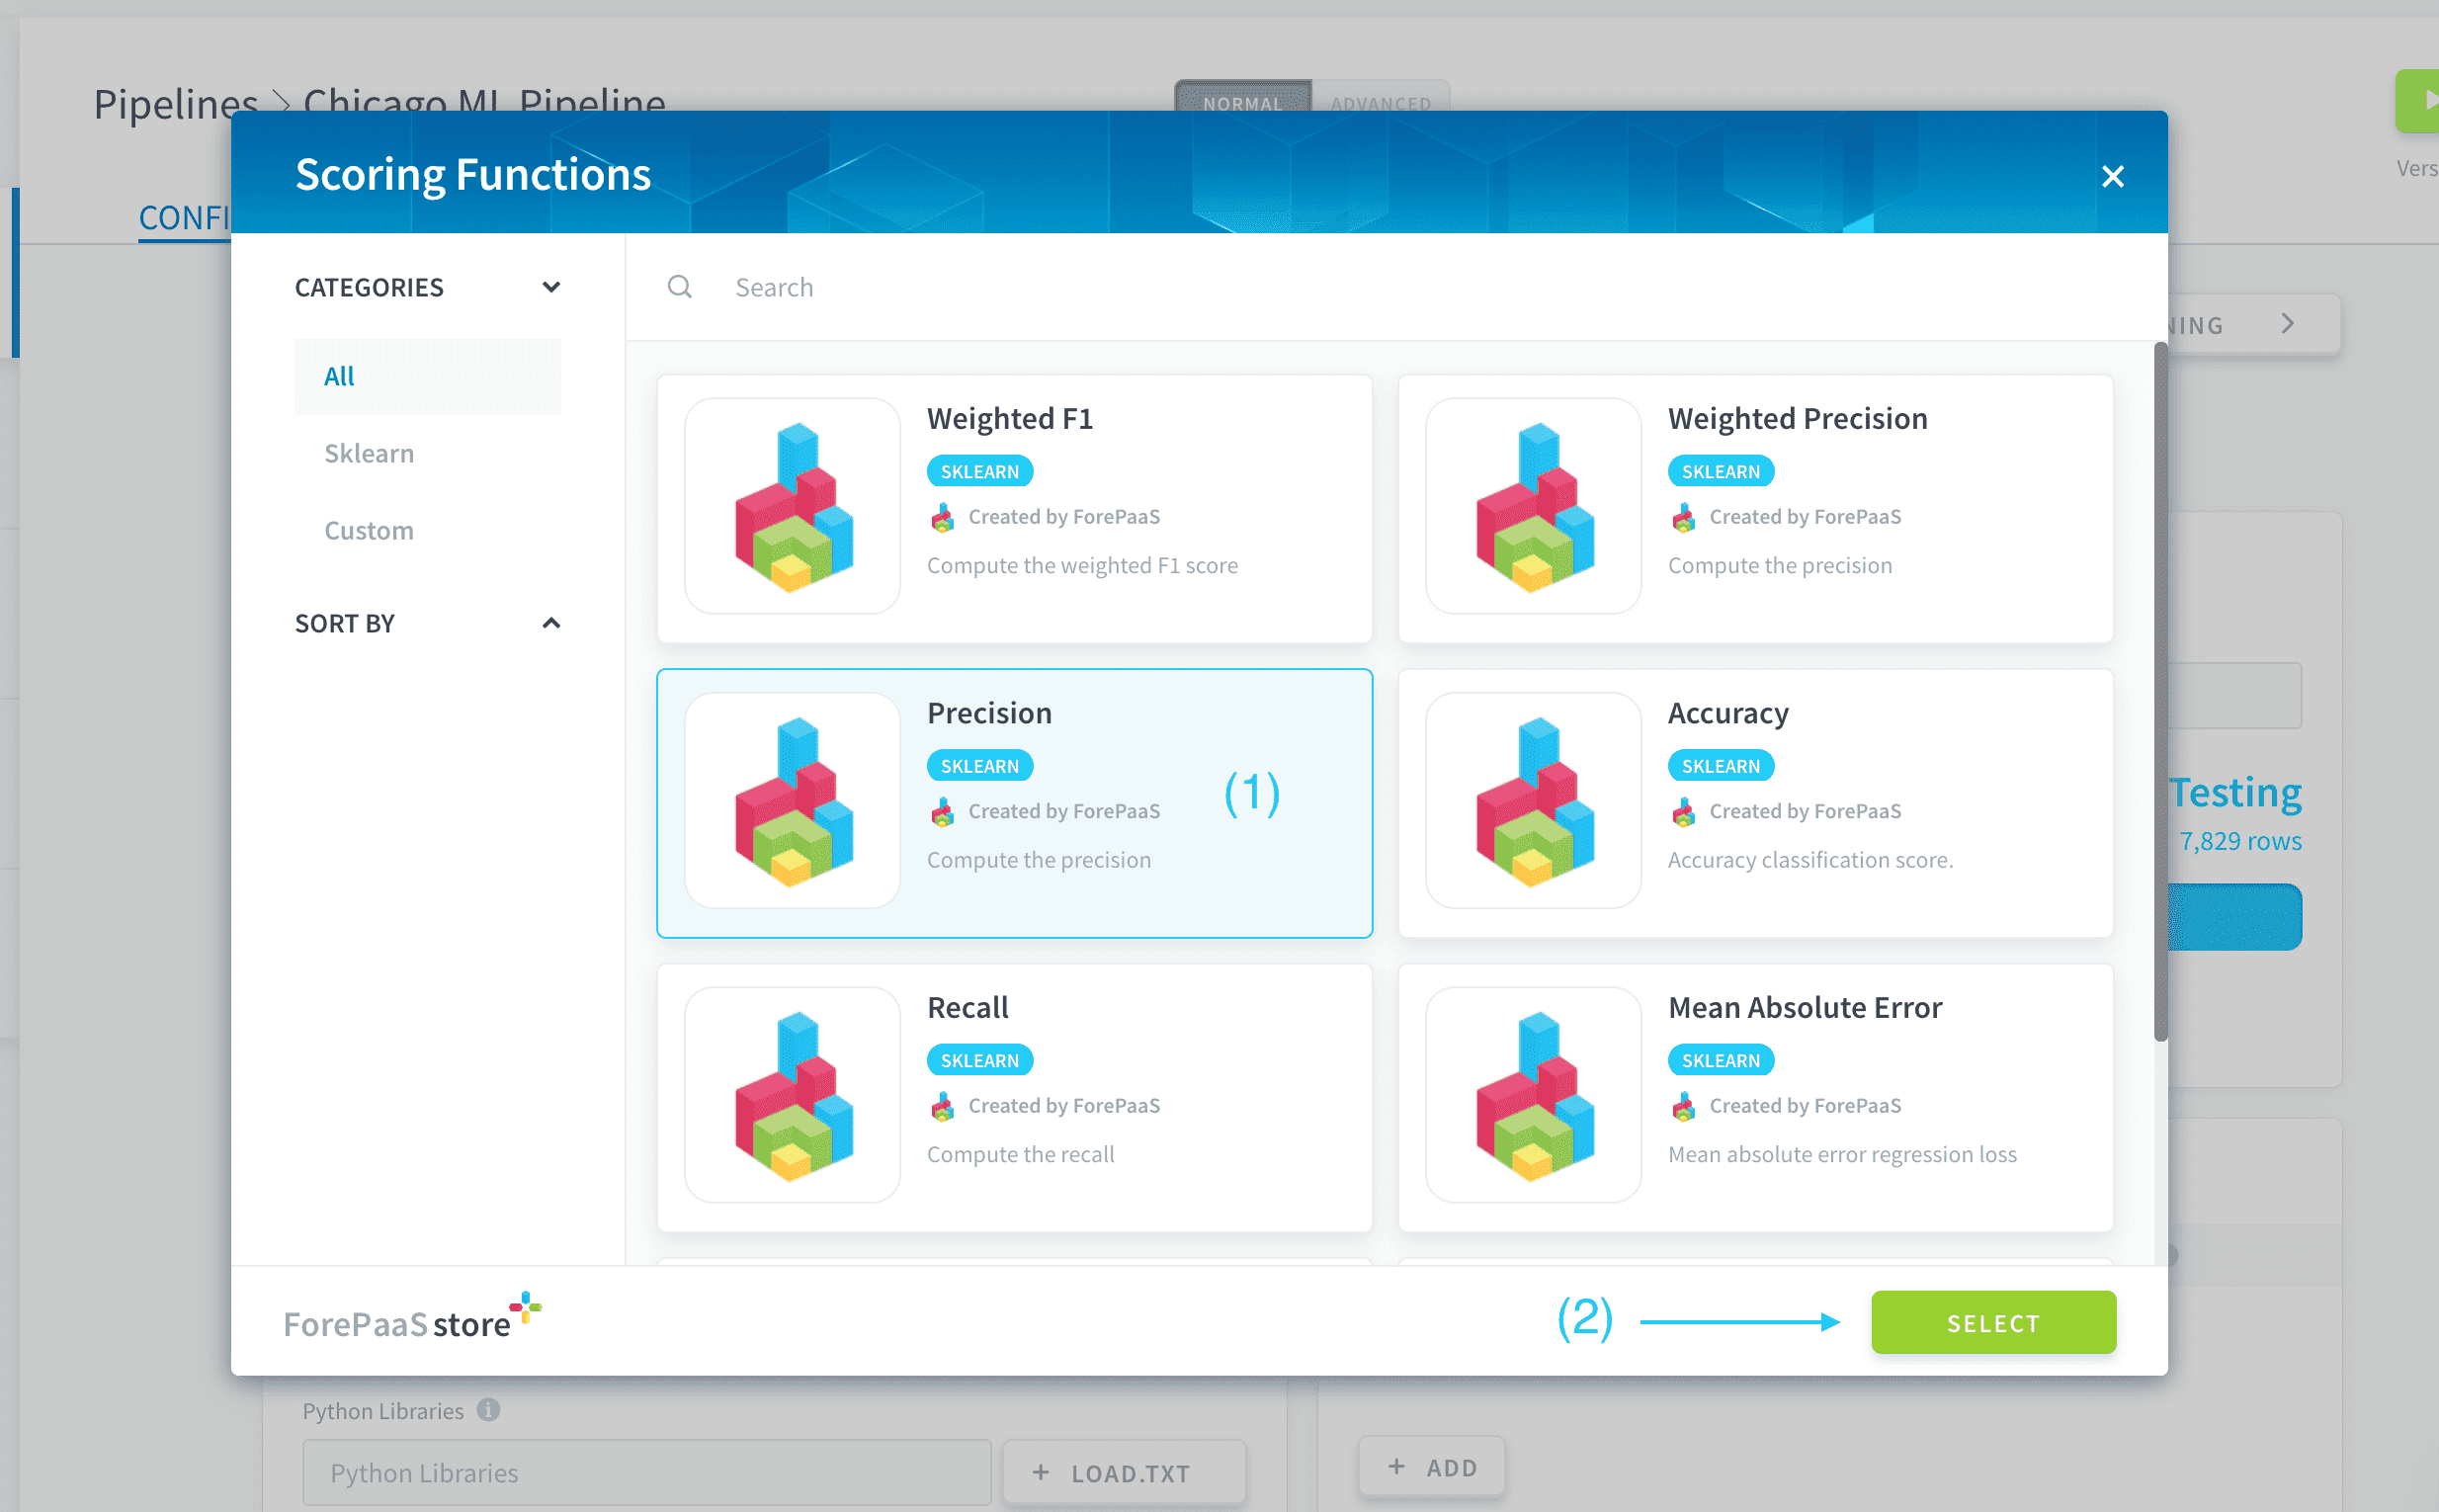 Pipelines > Chicago ML Pipeline
NORMAL
ADVANCED
Vers
Scoring Functions
CONFI
CATEGORIES
Search
NING
All
Sklearn
Custom
SORT BY
Weighted F1
SKLEARN
Created by ForePaaS
Compute the weighted F1 score
Weighted Precision
SKLEARN
Created by ForePaaS
Compute the precision
Precision
SKLEARN
Created by ForePaaS
Compute the precision
(1)
Accuracy
SKLEARN
Created by ForePaaS
Accuracy classification score.
Testing
7,829 rows
Recall
SKLEARN
Created by ForePaaS
Compute the recall
Mean Absolute Error
SKLEARN
Created by ForePaaS
Mean absolute error regression loss
ForePaaS store
(2)
SELECT
Python Libraries
Python Libraries
+ LOAD.TXT
+ ADD